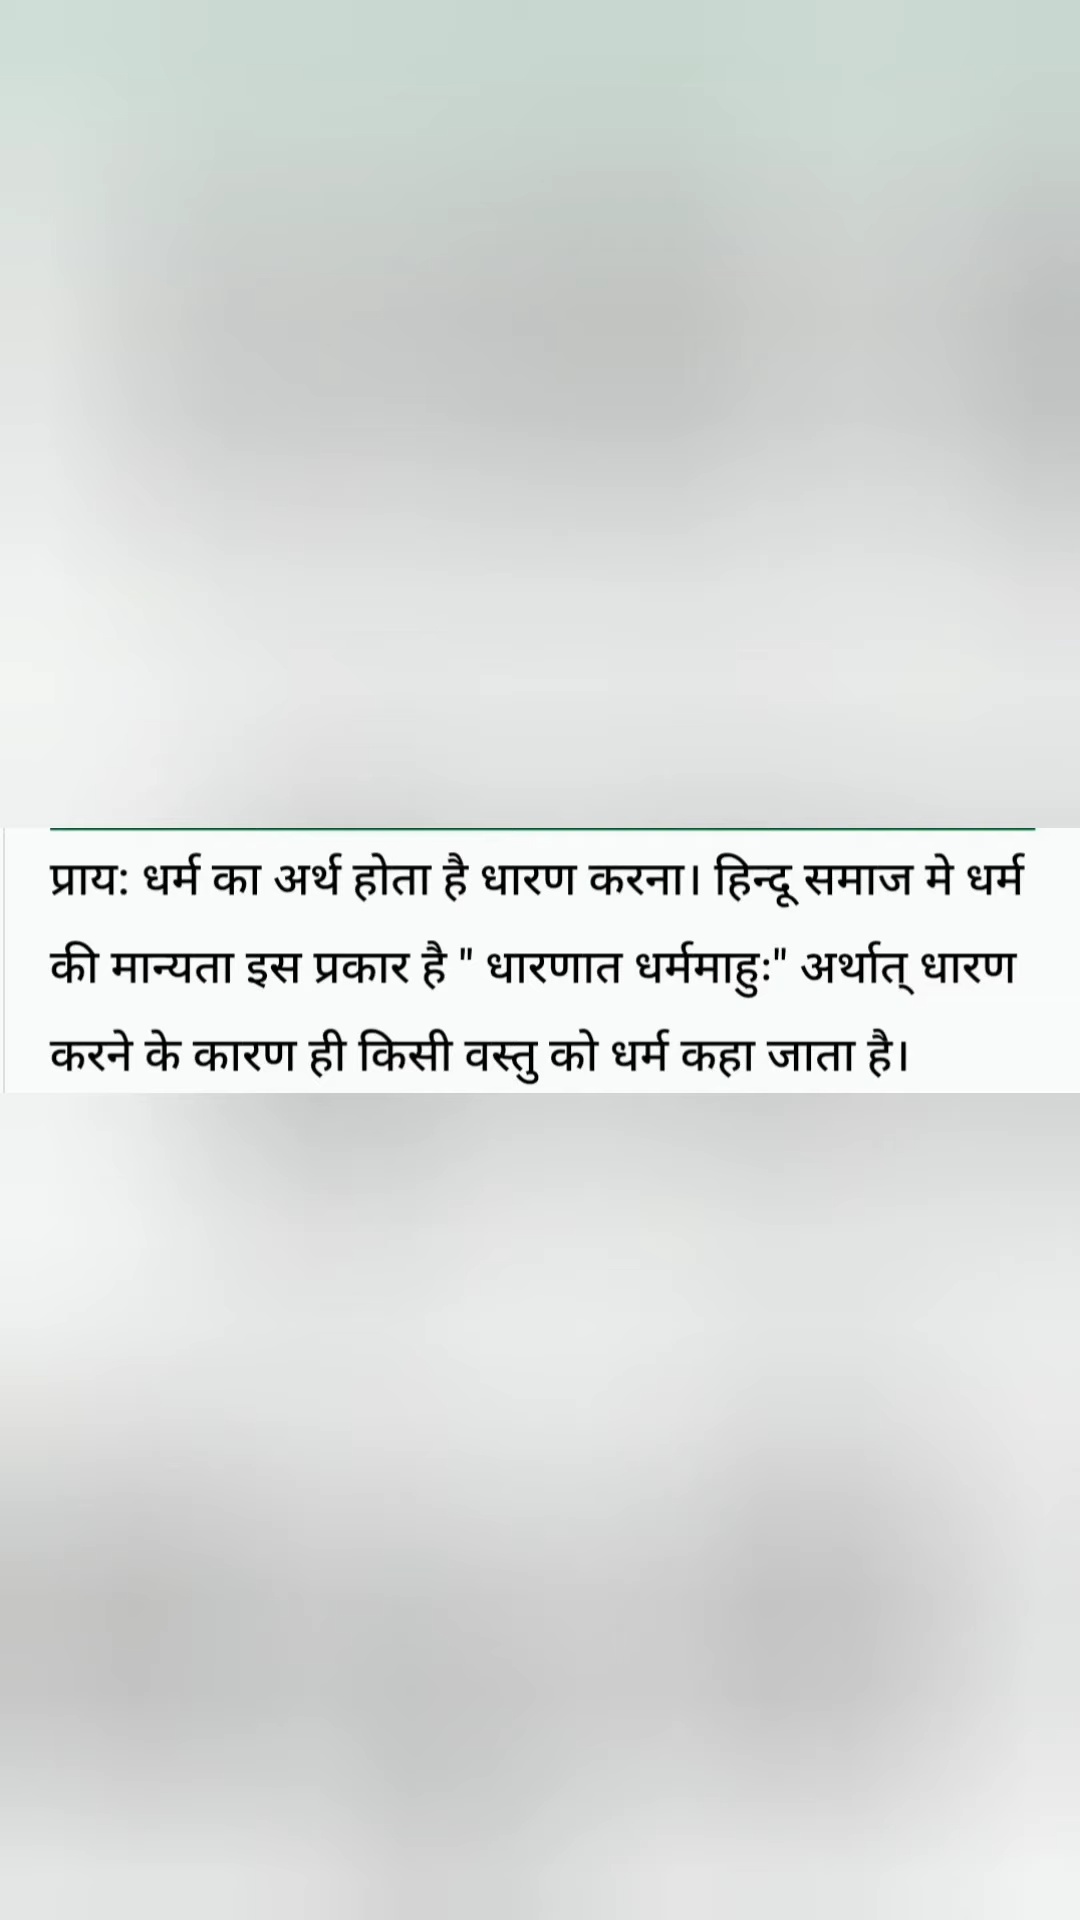 प्राय: धर्म का अर्थ होता है धारण करना। हिन्दू समाज मे धर्म
की मान्यता इस प्रकार है " धारणात धर्ममाहुः" अर्थात् धारण
करने के कारण ही किसी वस्तु को धर्म कहा जाता है।